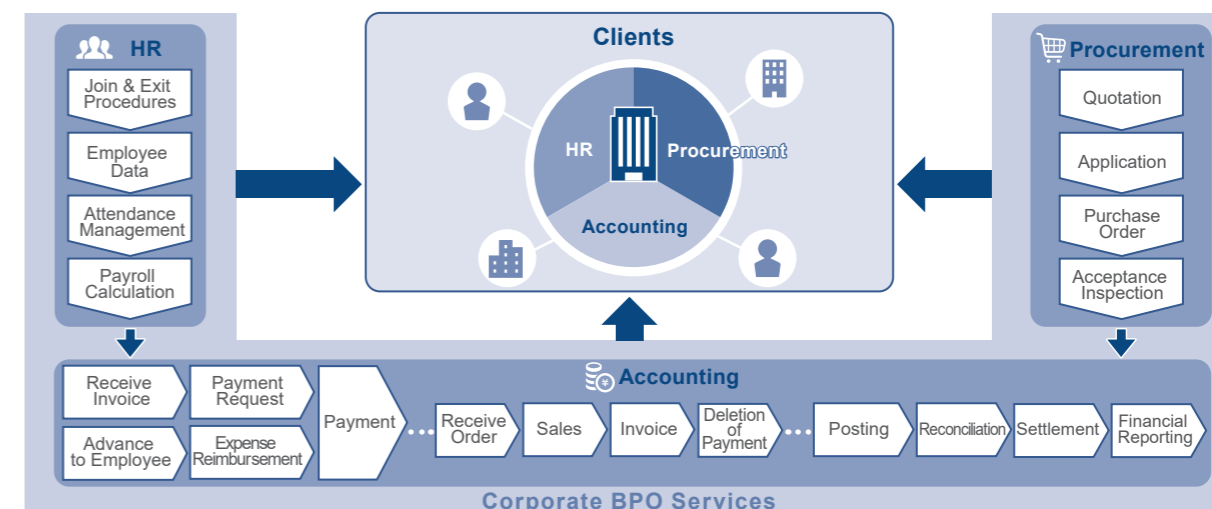 HR
Join & Exit
Procedures
Employee
Data
Attendance
Management
Payroll
Calculation
Clients
HR
Procurement
Accounting
Procurement
Quotation
Application
Purchase
Order
Acceptance
Inspection
¥
Accounting
Receive
Invoice
Payment
Request
Advance
to Employee
Expense
Reimbursement
Payment
...
Receive
Order
Sales
Invoice
Deletion
of
Payment
...
Posting
Reconciliation
Settlement
Financial
Reporting
Corporate BPO Services